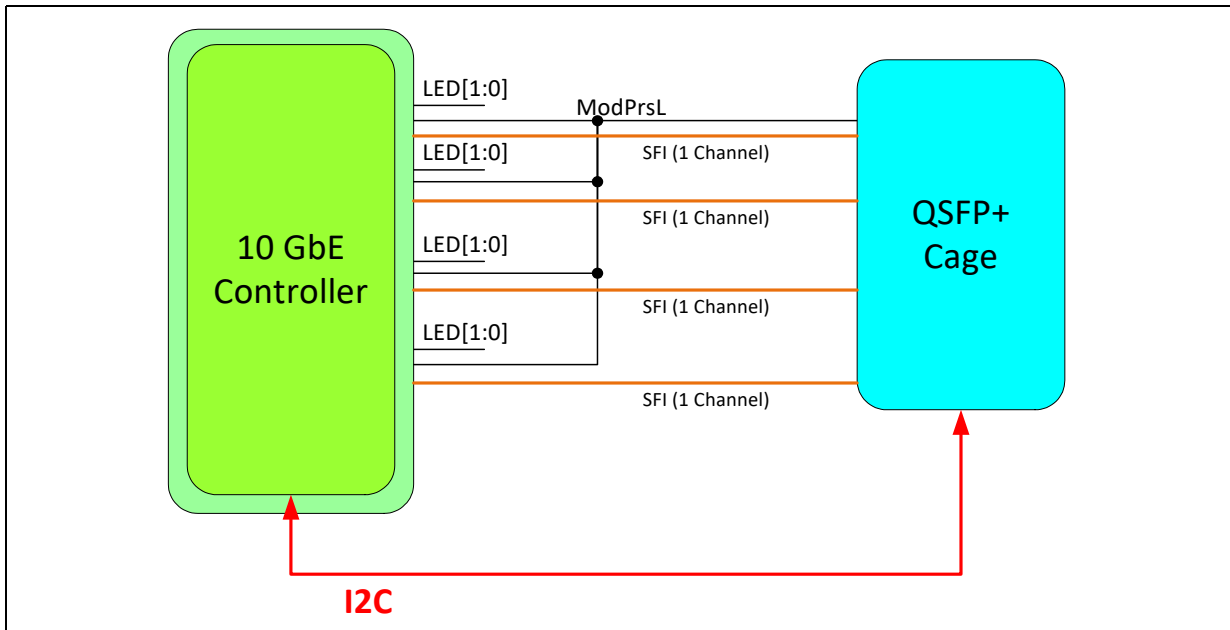 LED[1:0]
ModPrsL
SFI (1 Channel)
LED[1:0]
SFI (1 Channel)
10 GbE
Controller
QSFP+
Cage
LED[1:0]
SFI (1 Channel)
LED[1:0]
SFI (1 Channel)
I2C